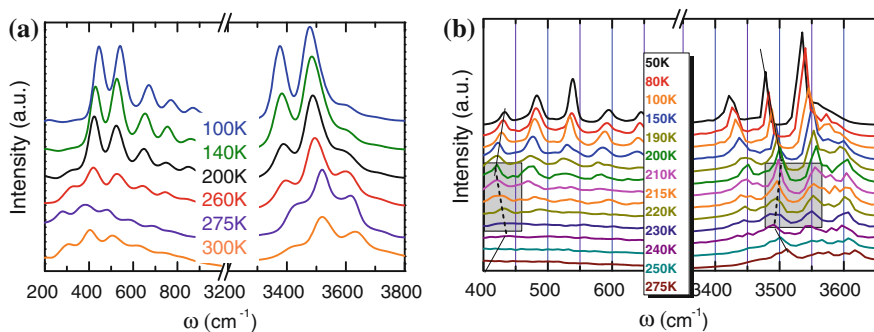 (a)
Intensity (a.u.)
100K
140K
200K
260K
275K
300K
200 400 600 800 3200 3400 3600 3800
ω (cm⁻¹)
(b)
Intensity (a.u.)
50K
80K
100K
150K
190K
200K
210K
215K
220K
230K
240K
250K
275K
400 500 600 3400 3500 3600
ω (cm⁻¹)